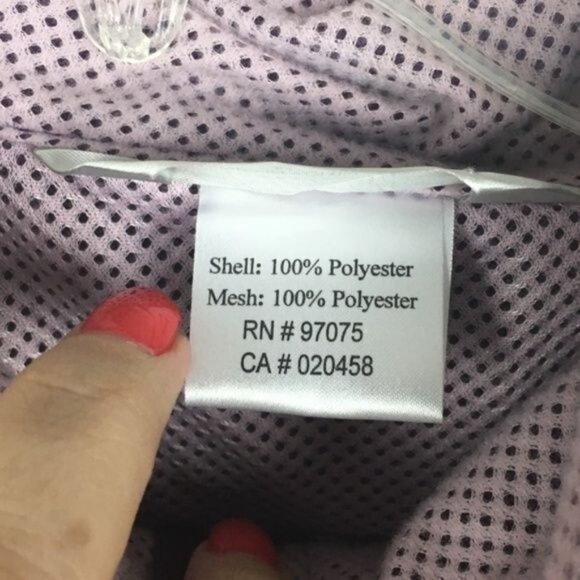 Shell: 100% Polyester
Mesh: 100% Polyester
RN # 97075
CA # 020458